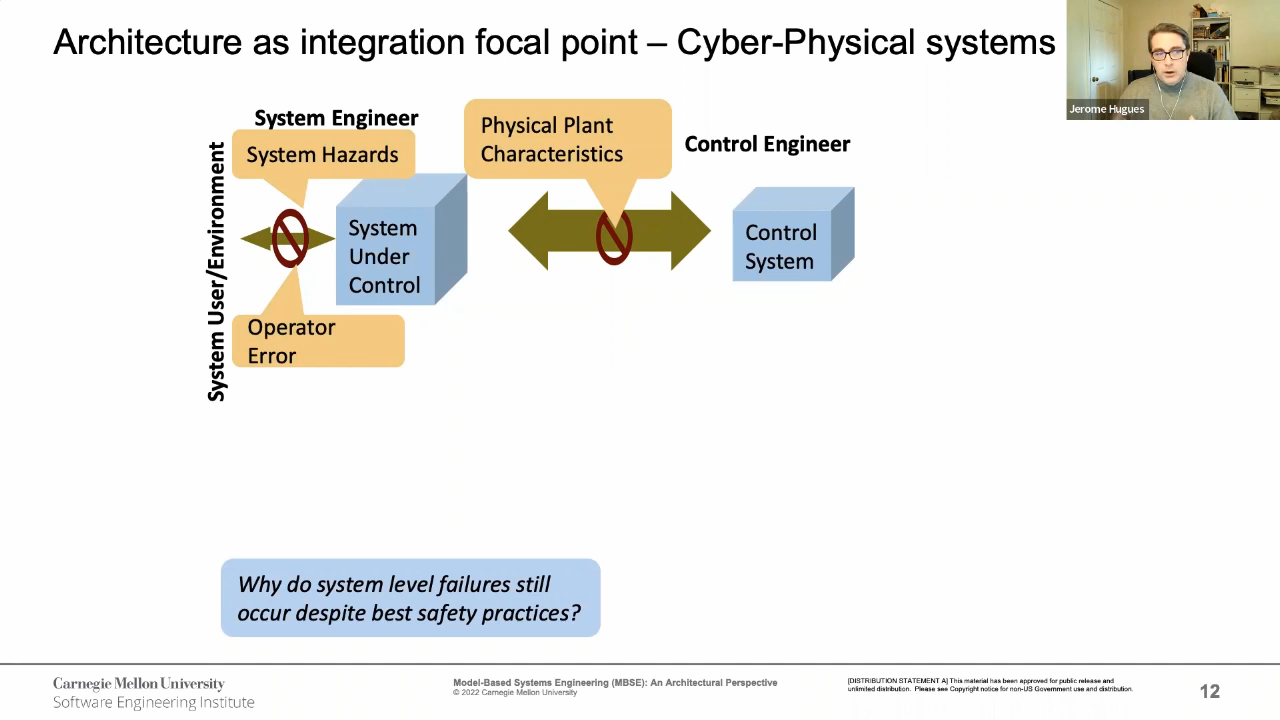 Architecture as integration focal point – Cyber-Physical systems
Jerome Hugues
System Engineer
System Hazards
Physical Plant
Characteristics
Control Engineer
System User/Environment
System
Under
Control
Control
System
Operator
Error
Why do system level failures still
occur despite best safety practices?
Carnegie Mellon University
Software Engineering Institute
Model-Based Systems Engineering (MBSE): An Architectural Perspective
© 2022 Carnegie Mellon University
[DISTRIBUTION STATEMENT A] This material has been approved for public release and
unlimited distribution. Please see Copyright notice for non-US Government use and distribution.
12